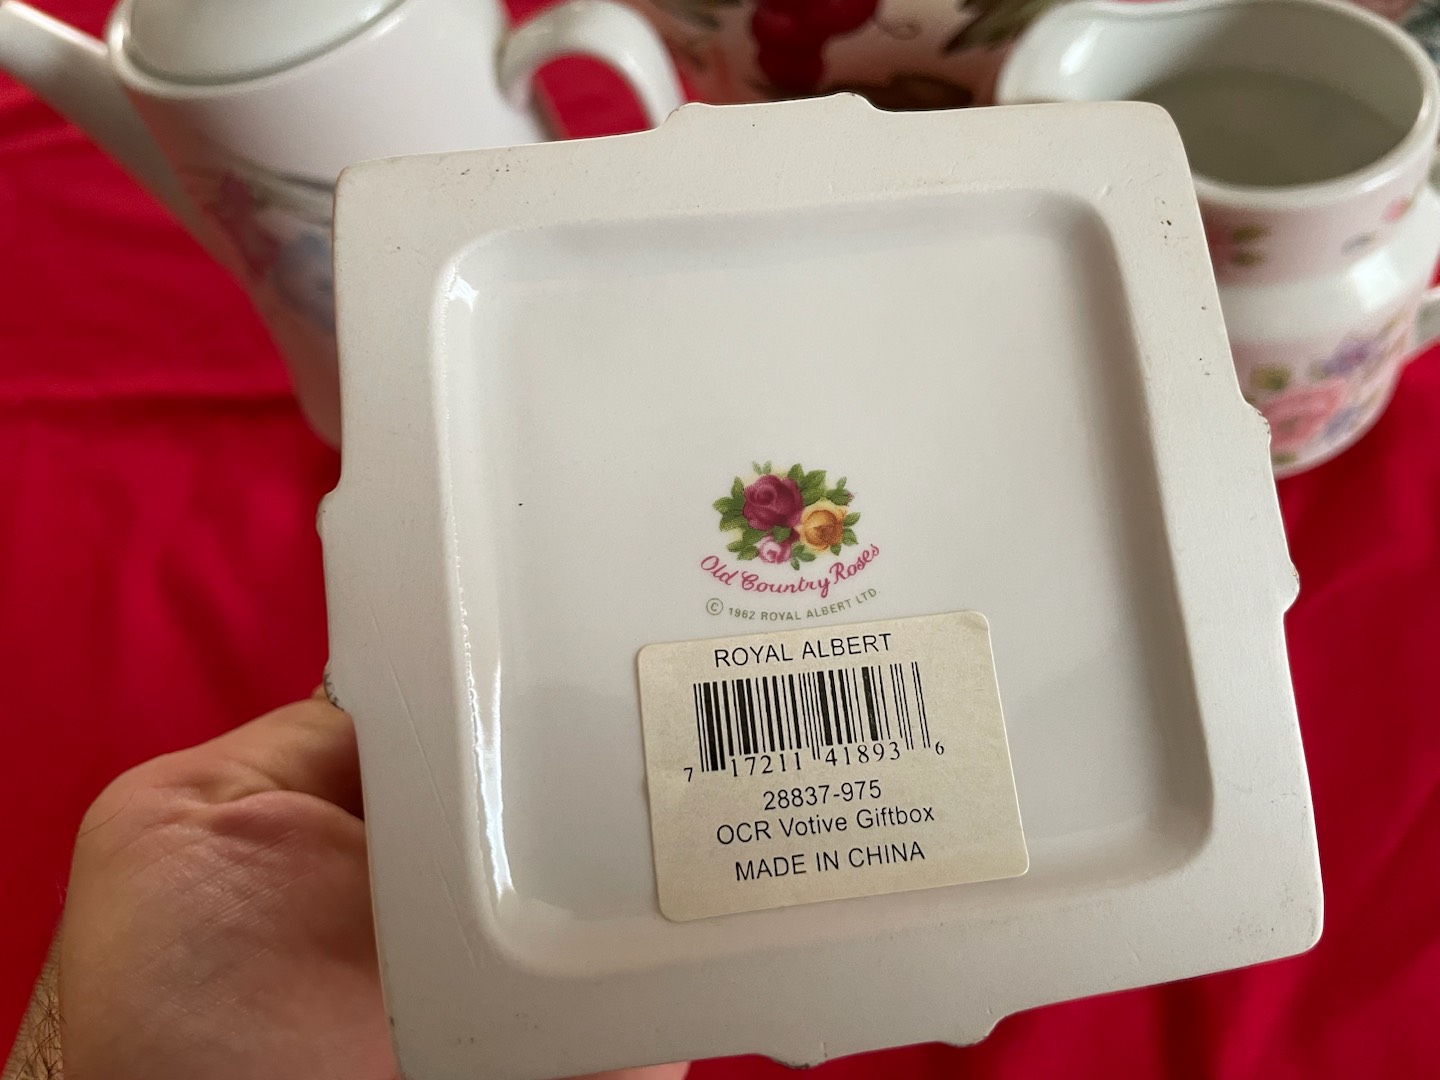 Old Country Roses
© 1962 ROYAL ALBERT LTD.
ROYAL ALBERT
7 17211 41893 6
28837-975
OCR Votive Giftbox
MADE IN CHINA